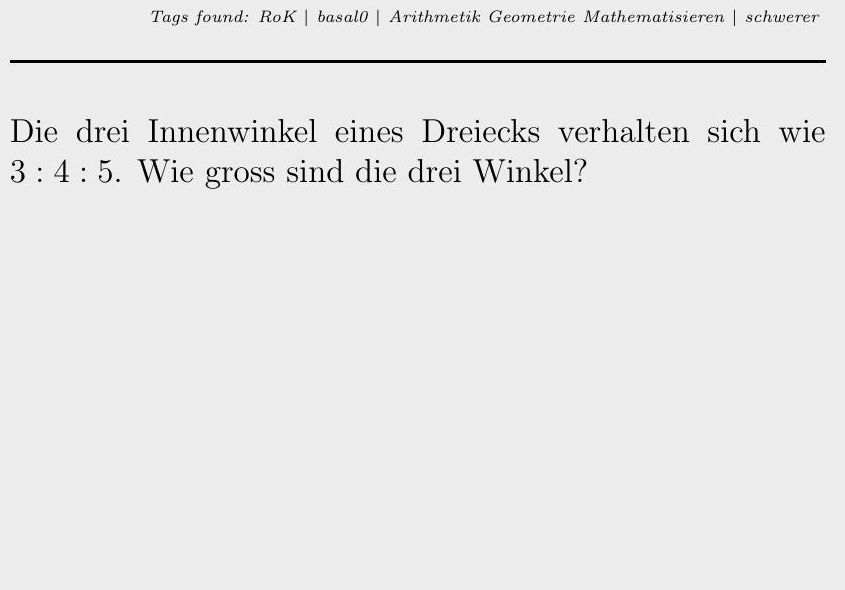 Tags found: RoK | basal0 | Arithmetik Geometrie Mathematisieren | schwerer
Die drei Innenwinkel eines Dreiecks verhalten sich wie
3 : 4 : 5. Wie gross sind die drei Winkel?